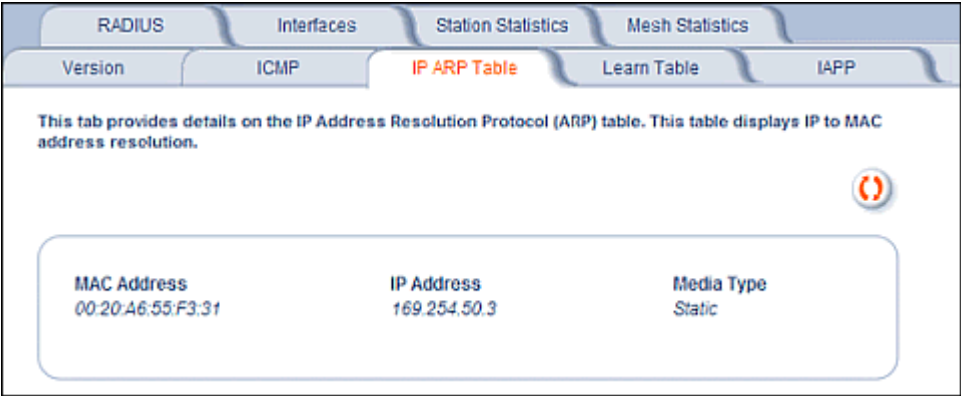 RADIUS Interfaces Station Statistics Mesh Statistics
Version ICMP IP ARP Table Learn Table IAPP
This tab provides details on the IP Address Resolution Protocol (ARP) table. This table displays IP to MAC
address resolution.
MAC Address IP Address Media Type
00:20:A6:55:F3:31 169.254.50.3 Static